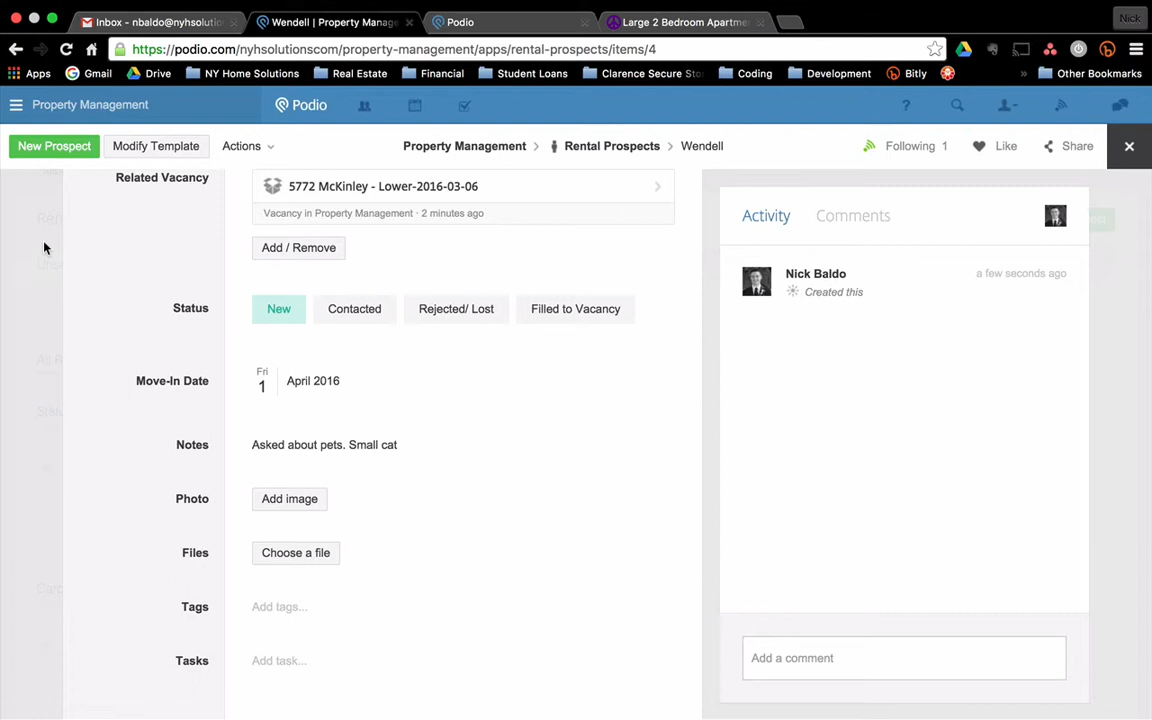 Inbox - nbaldo@nyhsolutio
Wendell | Property Manage
Podio
Large 2 Bedroom Apartme
Nick
https://podio.com/nyhsolutionscom/property-management/apps/rental-prospects/items/4
Apps
Gmail
Drive
NY Home Solutions
Real Estate
Financial
Student Loans
Clarence Secure Sto
Coding
Development
Bitly
»
Other Bookmarks
Property Management
Podio
?
New Prospect
Modify Template
Actions
Property Management > Rental Prospects > Wendell
Following 1
Like
Share
Related Vacancy
5772 McKinley - Lower-2016-03-06
Vacancy in Property Management · 2 minutes ago
Add / Remove
Status
New
Contacted
Rejected/ Lost
Filled to Vacancy
Move-In Date
Fri
1
April 2016
Notes
Asked about pets. Small cat
Photo
Add image
Files
Choose a file
Tags
Add tags...
Tasks
Add task...
Activity
Comments
Nick Baldo
a few seconds ago
Created this
Add a comment